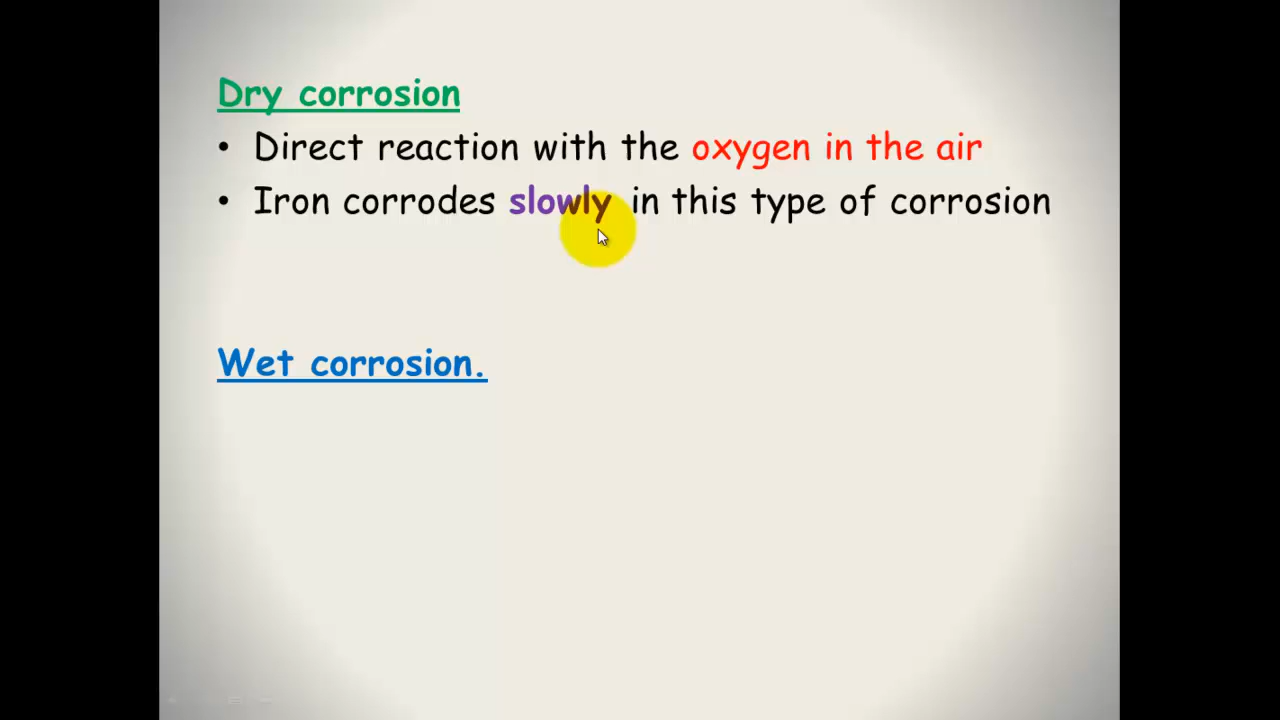 Dry corrosion
• Direct reaction with the oxygen in the air
• Iron corrodes slowly in this type of corrosion
Wet corrosion.